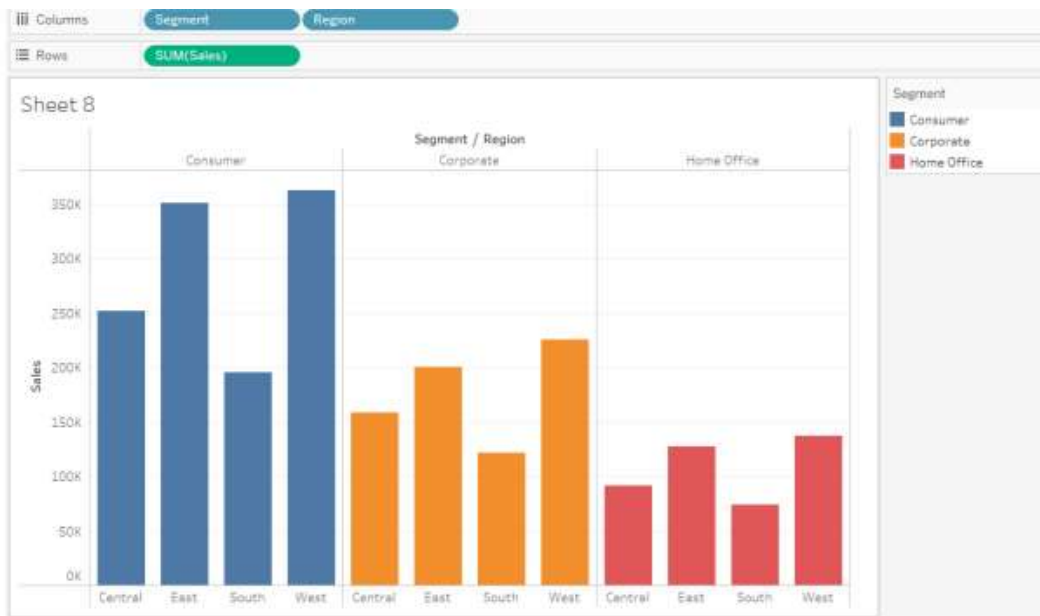 Columns Segment Region
Rows SUM(Sales)
Sheet 8
Segment / Region
Consumer Corporate Home Office
350K
300K
250K
200K
150K
100K
50K
0K
Sales
Central East South West Central East South West Central East South West
Segment
Consumer
Corporate
Home Office